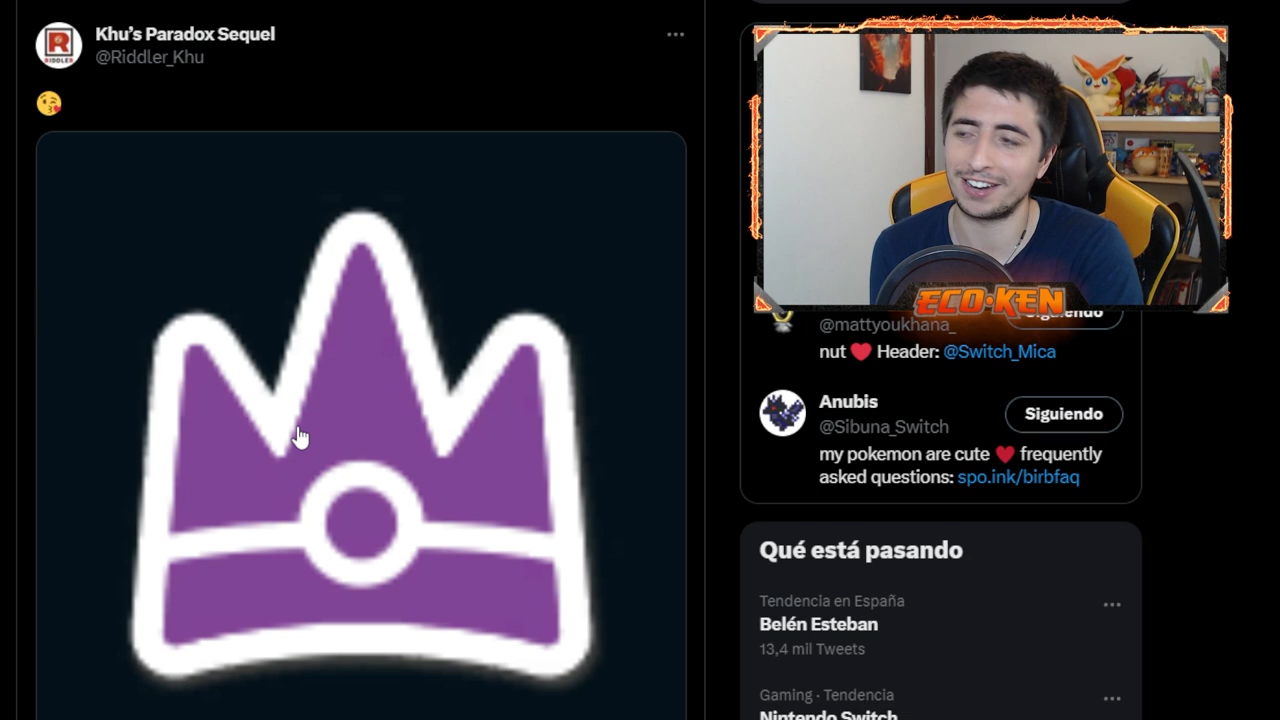 Khu's Paradox Sequel
@Riddler_Khu
RIDDLER
ECO·KEN
Siguiendo
@mattyoukhana_
nut ❤️ Header: @Switch_Mica
Anubis
@Sibuna_Switch
Siguiendo
my pokemon are cute ❤️ frequently
asked questions: spo.ink/birbfaq
Qué está pasando
Tendencia en España
Belén Esteban
13,4 mil Tweets
Gaming · Tendencia
Nintendo Switch